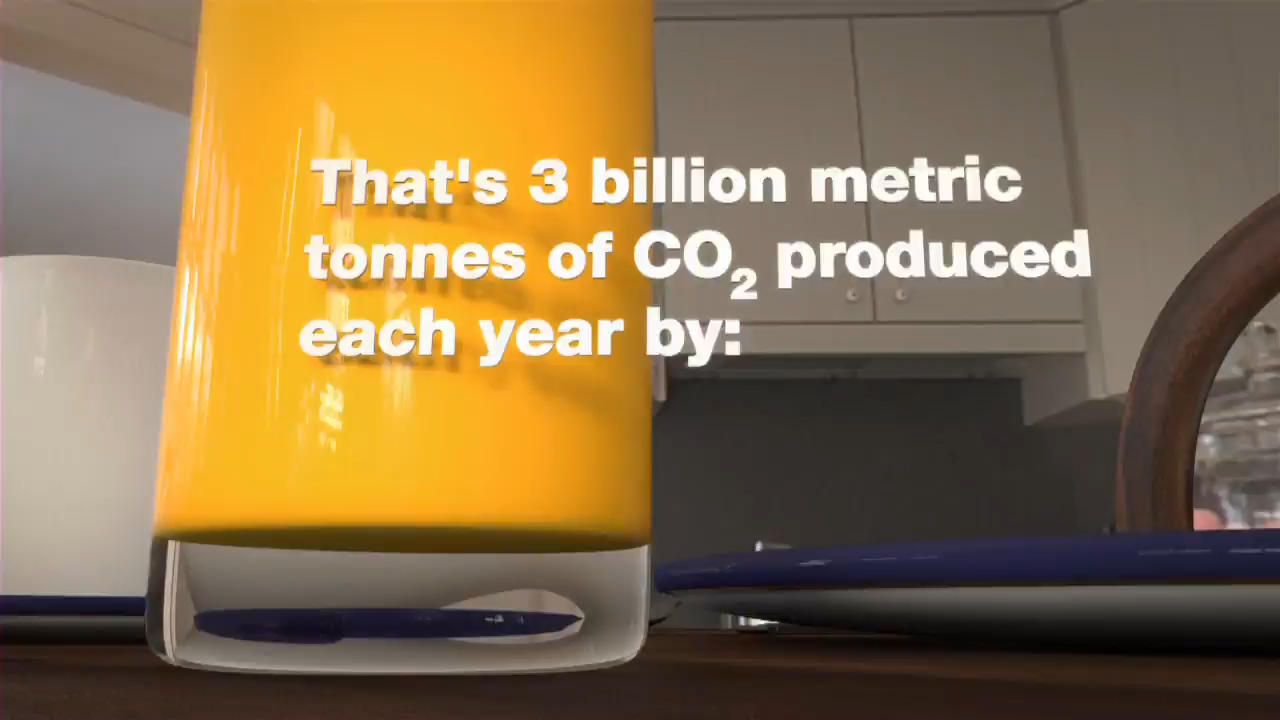 That's 3 billion metric
tonnes of CO₂ produced
each year by: